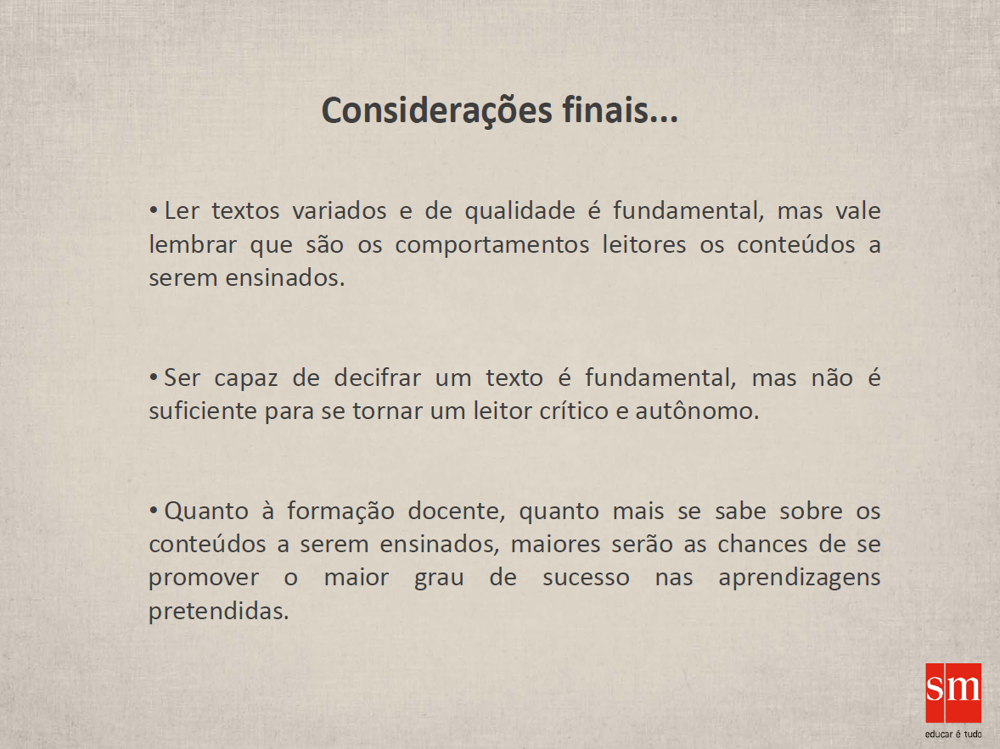 Considerações finais...
• Ler textos variados e de qualidade é fundamental, mas vale
lembrar que são os comportamentos leitores os conteúdos a
serem ensinados.
• Ser capaz de decifrar um texto é fundamental, mas não é
suficiente para se tornar um leitor crítico e autônomo.
• Quanto à formação docente, quanto mais se sabe sobre os
conteúdos a serem ensinados, maiores serão as chances de se
promover o maior grau de sucesso nas aprendizagens
pretendidas.
sm
educar é tudo